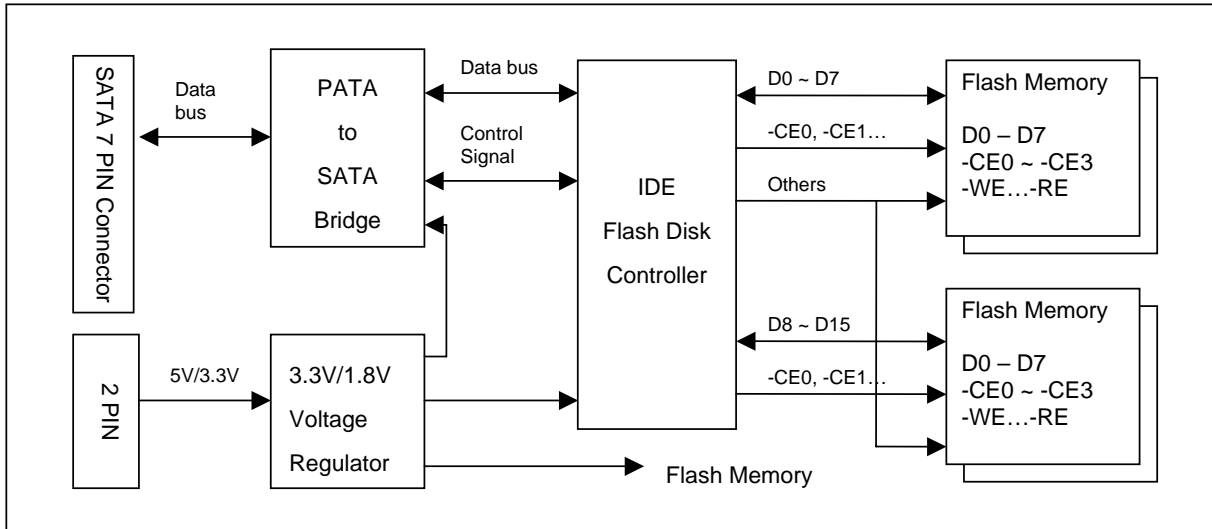 SATA 7 PIN Connector
Data
bus
PATA
to
SATA
Bridge
Data bus
Control
Signal
IDE
Flash Disk
Controller
D0 ~ D7
-CE0, -CE1…
Others
Flash Memory
D0 – D7
-CE0 ~ -CE3
-WE…-RE
2 PIN
5V/3.3V
3.3V/1.8V
Voltage
Regulator
Flash Memory
D8 ~ D15
-CE0, -CE1…
Flash Memory
D0 – D7
-CE0 ~ -CE3
-WE…-RE